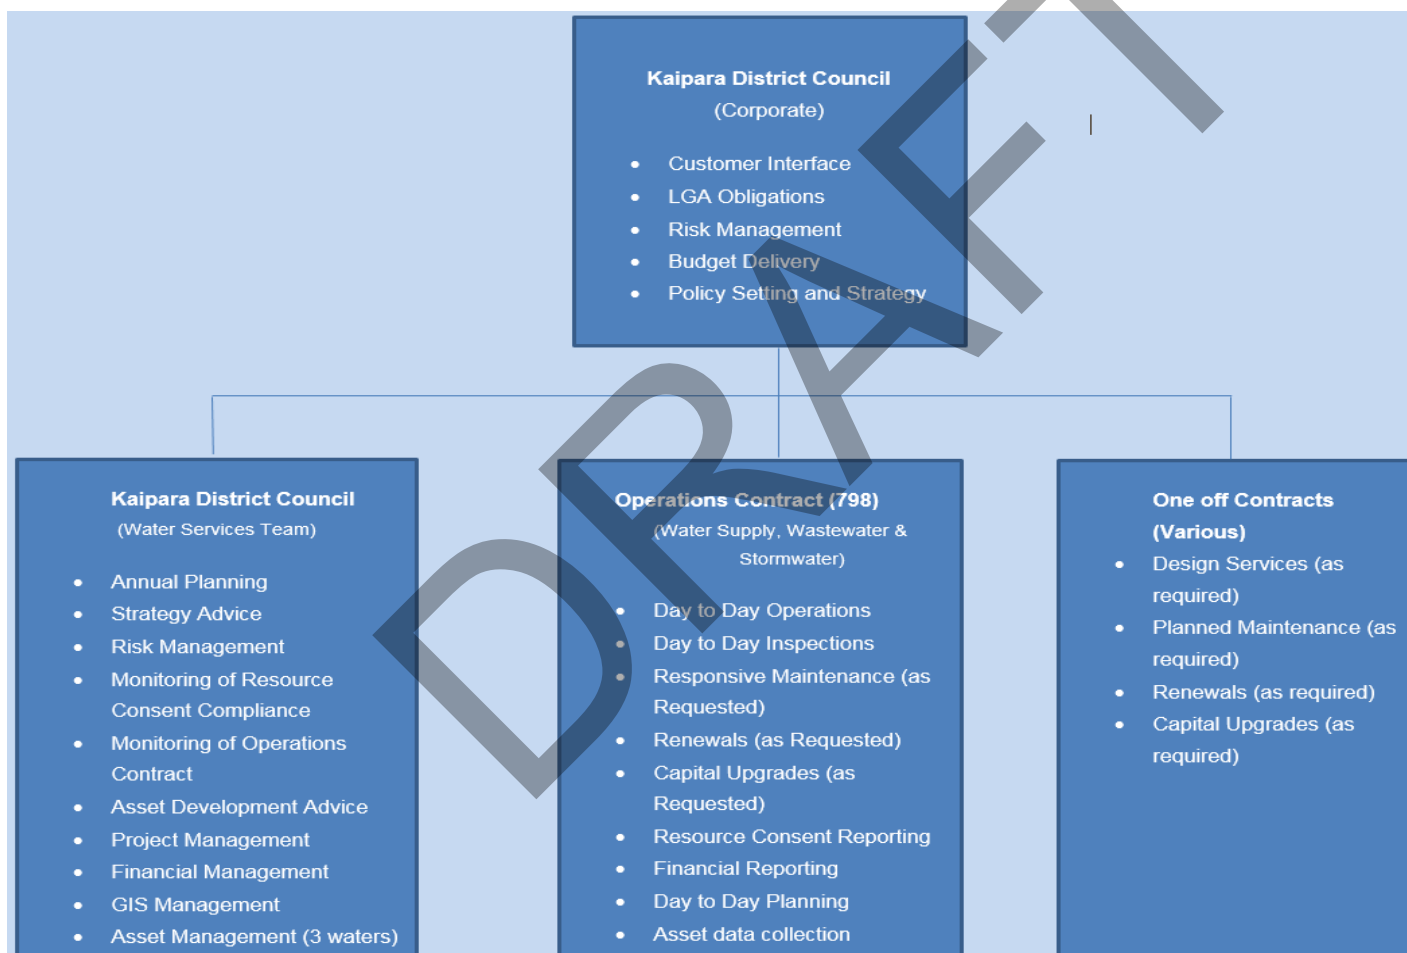 Kaipara District Council
(Corporate)
• Customer Interface
• LGA Obligations
• Risk Management
• Budget Delivery
• Policy Setting and Strategy
Kaipara District Council
(Water Services Team)
• Annual Planning
• Strategy Advice
• Risk Management
• Monitoring of Resource
Consent Compliance
• Monitoring of Operations
Contract
• Asset Development Advice
• Project Management
• Financial Management
• GIS Management
• Asset Management (3 waters)
Operations Contract (798)
(Water Supply, Wastewater &
Stormwater)
• Day to Day Operations
• Day to Day Inspections
• Responsive Maintenance (as
Requested)
• Renewals (as Requested)
• Capital Upgrades (as
Requested)
• Resource Consent Reporting
• Financial Reporting
• Day to Day Planning
• Asset data collection
One off Contracts
(Various)
• Design Services (as
required)
• Planned Maintenance (as
required)
• Renewals (as required)
• Capital Upgrades (as
required)
DRAFT